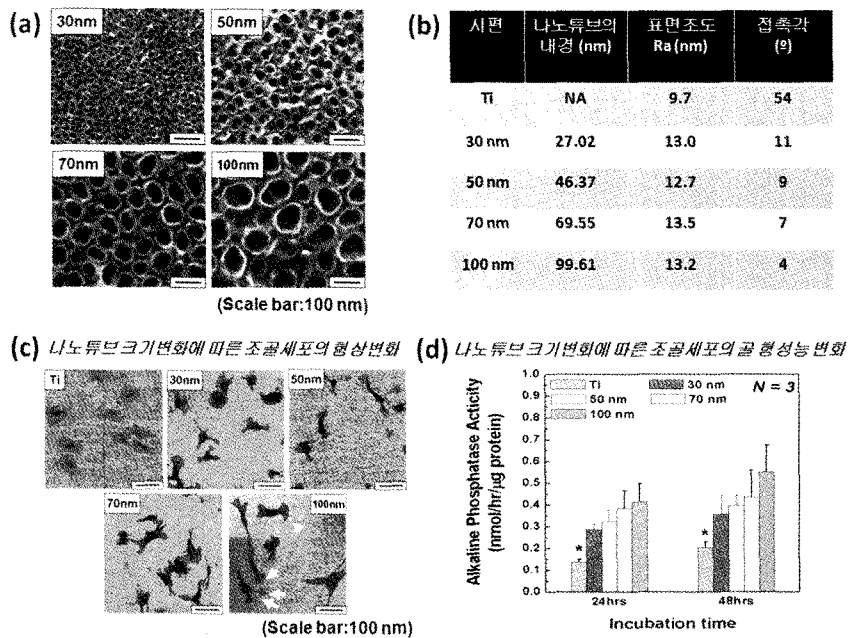 (a)
30nm
50nm
70nm
100nm
(Scale bar:100 nm)
(b)
시편 나노튜브의 내경 (nm) 표면조도 Ra (nm) 접촉각 (º)
Ti NA 9.7 54
30 nm 27.02 13.0 11
50 nm 46.37 12.7 9
70 nm 69.55 13.5 7
100 nm 99.61 13.2 4
(c) 나노튜브 크기변화에 따른 조골세포의 형상변화
Ti
30nm
50nm
70nm
100nm
(Scale bar:100 nm)
(d) 나노튜브 크기변화에 따른 조골세포의 골 형성능 변화
Alkaline Phosphatase Acticity
(nmol/hr/μg protein)
1.0
0.9
0.8
0.7
0.6
0.5
0.4
0.3
0.2
0.1
0.0
Ti 30 nm N = 3
50 nm 70 nm
100 nm
* *
24hrs 48hrs
Incubation time